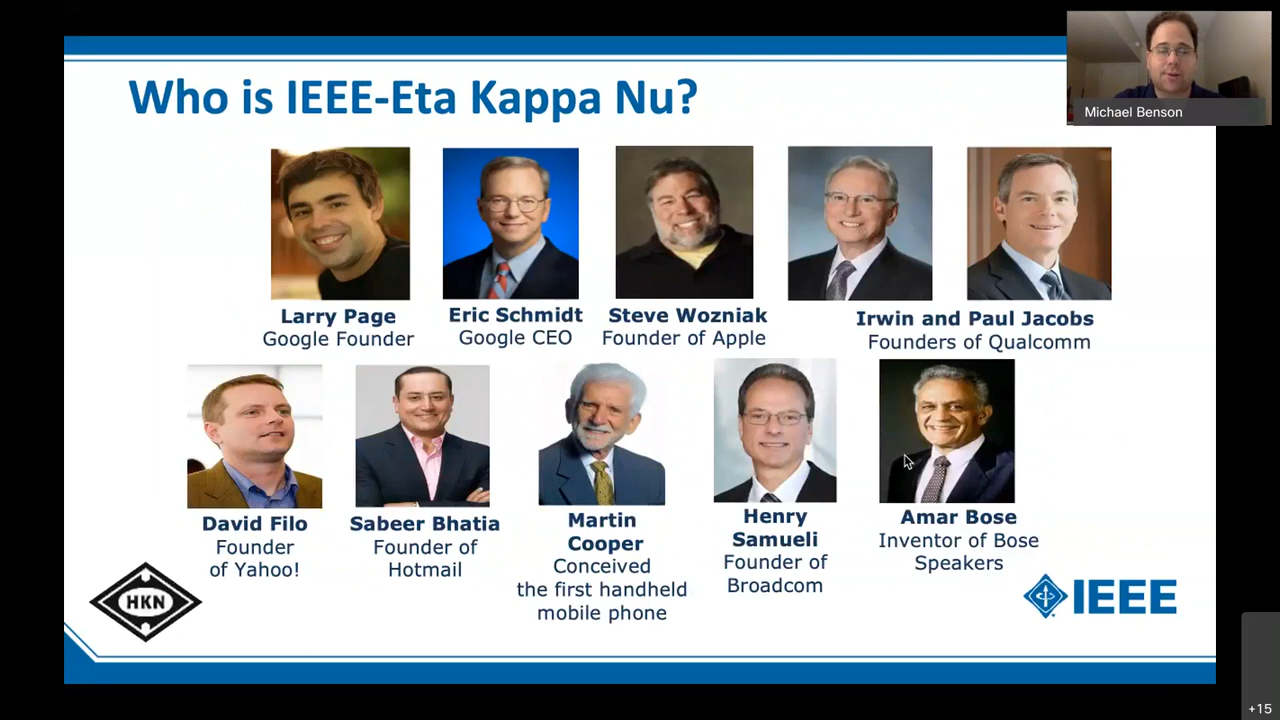 Who is IEEE-Eta Kappa Nu?
Michael Benson
Larry Page
Google Founder
Eric Schmidt
Google CEO
Steve Wozniak
Founder of Apple
Irwin and Paul Jacobs
Founders of Qualcomm
David Filo
Founder
of Yahoo!
Sabeer Bhatia
Founder of
Hotmail
Martin
Cooper
Conceived
the first handheld
mobile phone
Henry
Samueli
Founder of
Broadcom
Amar Bose
Inventor of Bose
Speakers
HKN
IEEE
+15